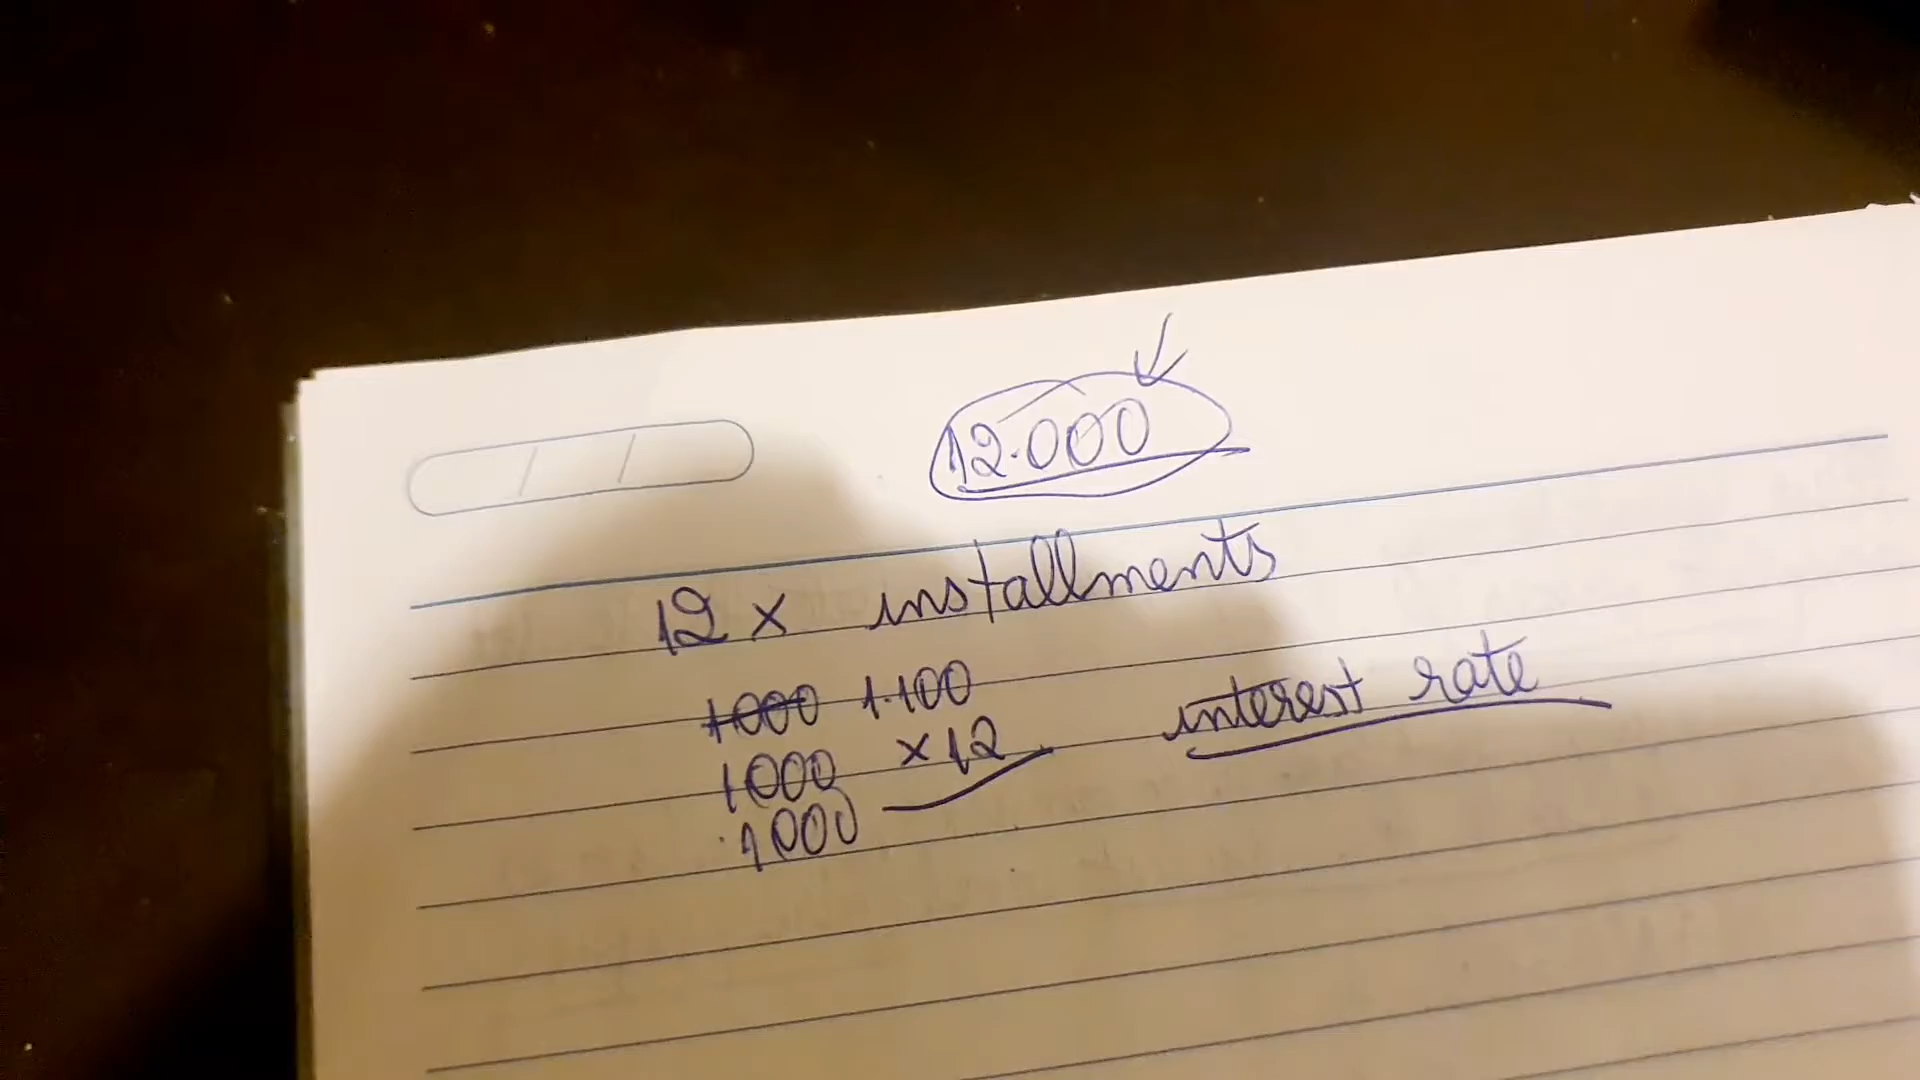 12.000
12 x installments
1000 1.100
1000 x 12 interest rate
1000